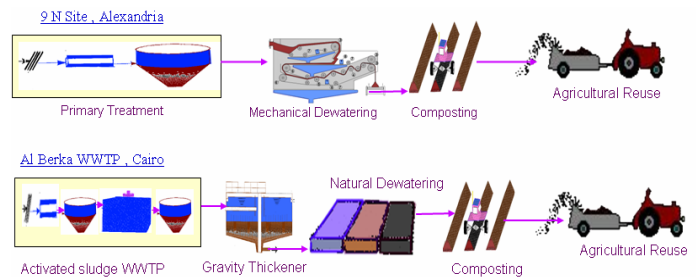 9 N Site , Alexandria
Primary Treatment
Mechanical Dewatering
Composting
Agricultural Reuse
Al Berka WWTP , Cairo
Natural Dewatering
Activated sludge WWTP
Gravity Thickener
Composting
Agricultural Reuse